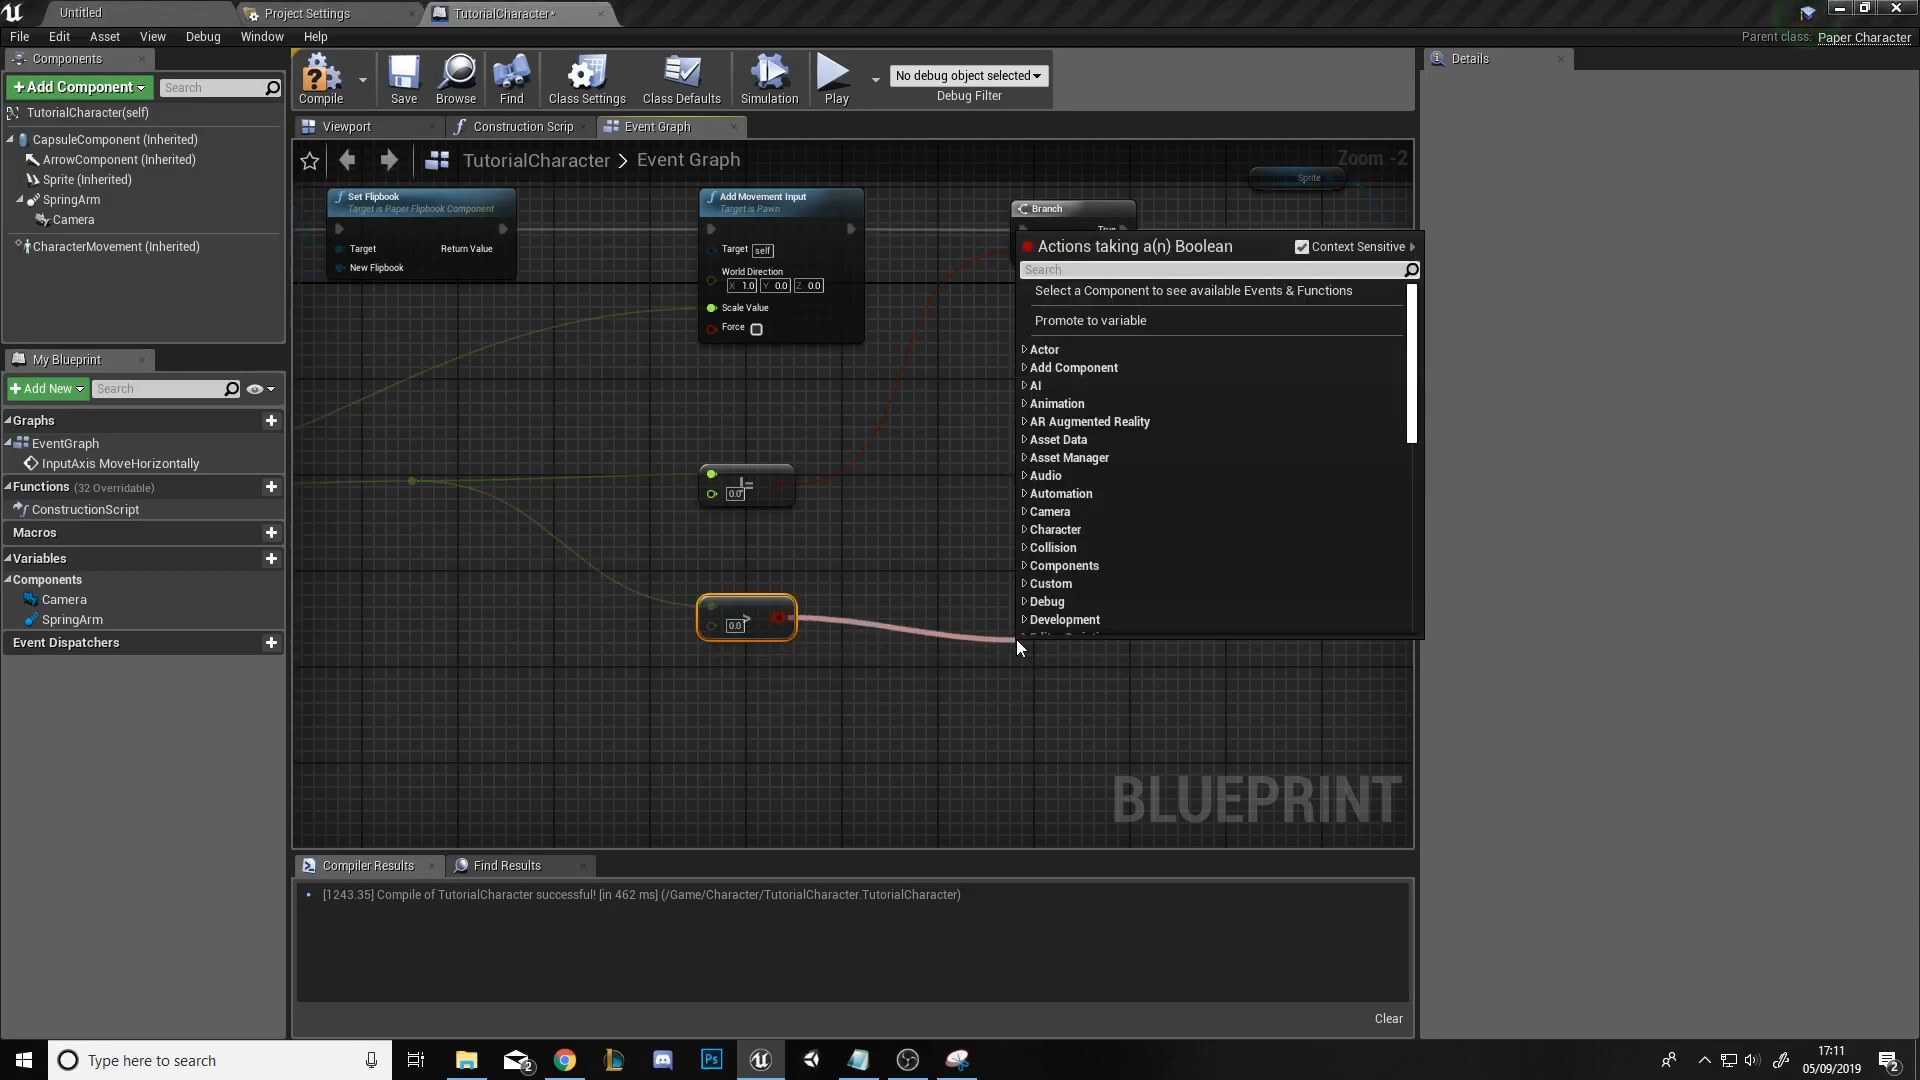 Untitled
Project Settings
TutorialCharacter*
File Edit Asset View Debug Window Help
Parent class: Paper Character
Components
+Add Component
Search
TutorialCharacter(self)
CapsuleComponent (Inherited)
ArrowComponent (Inherited)
Sprite (Inherited)
SpringArm
Camera
CharacterMovement (Inherited)
Compile
Save
Browse
Find
Class Settings
Class Defaults
Simulation
Play
No debug object selected
Debug Filter
Details
Viewport
Construction Scrip
Event Graph
TutorialCharacter > Event Graph
Zoom -2
Set Flipbook
Target is Paper Flipbook Component
Target
Return Value
New Flipbook
Add Movement Input
Target is Pawn
Target self
World Direction
X 1.0 Y 0.0 Z 0.0
Scale Value
Force
Branch
True
Sprite
!=
0.0
>
0.0
Actions taking a(n) Boolean
Context Sensitive
Search
Select a Component to see available Events & Functions
Promote to variable
Actor
Add Component
AI
Animation
AR Augmented Reality
Asset Data
Asset Manager
Audio
Automation
Camera
Character
Collision
Components
Custom
Debug
Development
BLUEPRINT
My Blueprint
+Add New
Search
Graphs
EventGraph
InputAxis MoveHorizontally
Functions (32 Overridable)
ConstructionScript
Macros
Variables
Components
Camera
SpringArm
Event Dispatchers
Compiler Results
Find Results
[1243.35] Compile of TutorialCharacter successful! [in 462 ms] (/Game/Character/TutorialCharacter.TutorialCharacter)
Clear
Type here to search
2
Ps
17:11
05/09/2019
2